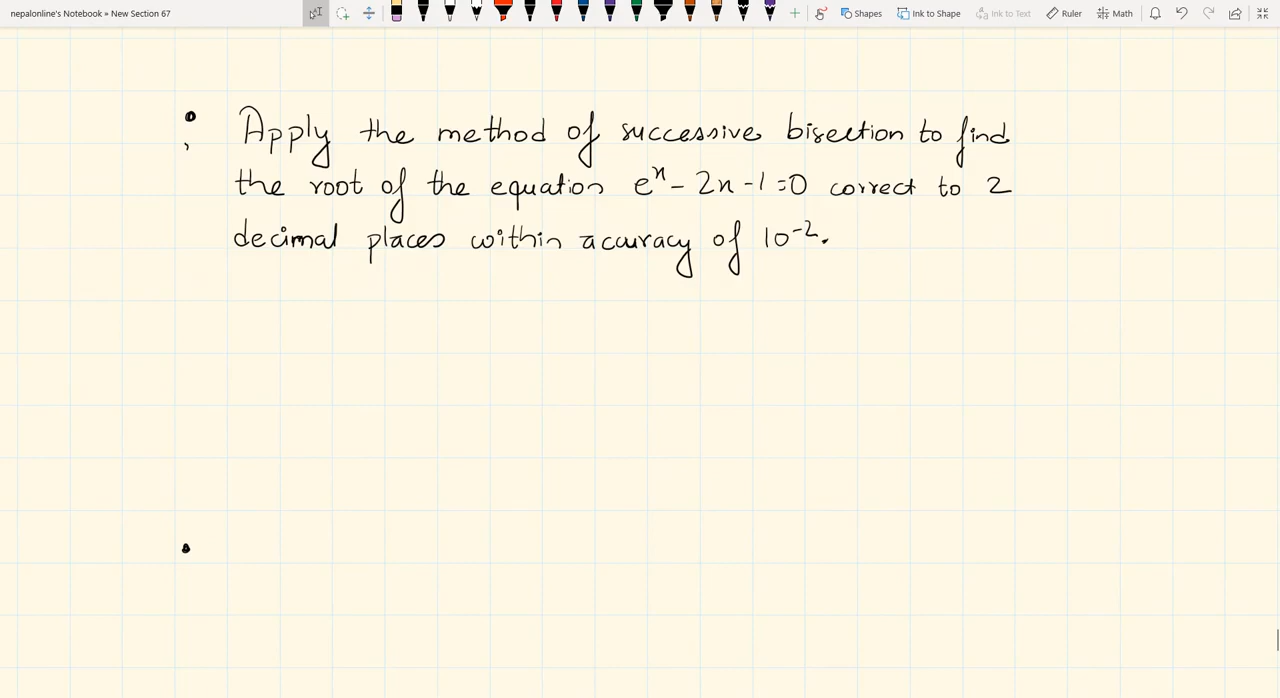 nepalonline's Notebook » New Section 67
Shapes
Ink to Shape
Ink to Text
Ruler
Math
Apply the method of successive bisection to find
the root of the equation eˣ - 2x - 1 = 0 correct to 2
decimal places within accuracy of 10⁻².